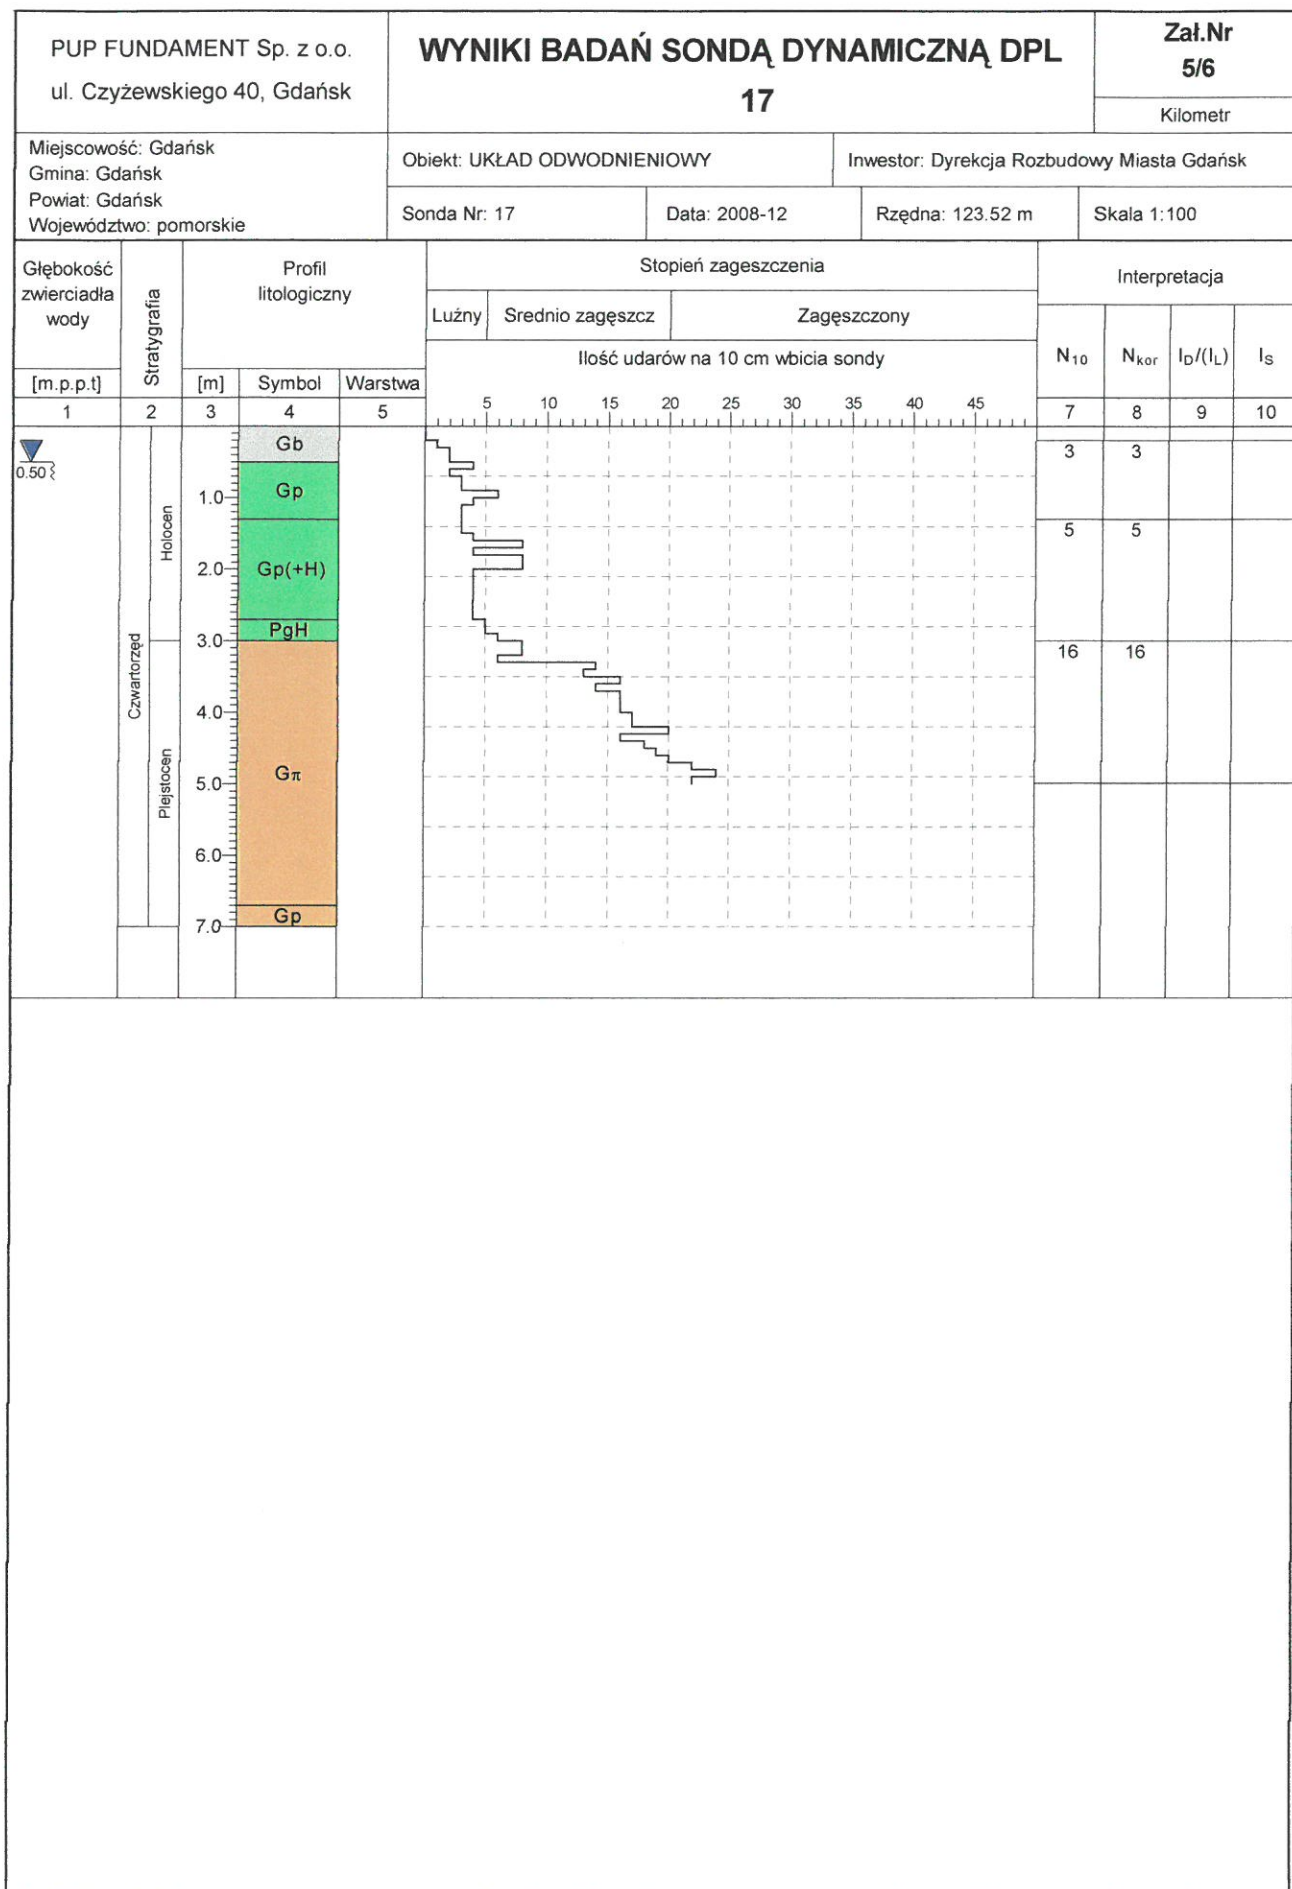 PUP FUNDAMENT Sp. z o.o.
ul. Czyżewskiego 40, Gdańsk
WYNIKI BADAŃ SONDĄ DYNAMICZNĄ DPL
17
Zał.Nr
5/6
Kilometr
Miejscowość: Gdańsk
Gmina: Gdańsk
Powiat: Gdańsk
Województwo: pomorskie
Obiekt: UKŁAD ODWODNIENIOWY
Inwestor: Dyrekcja Rozbudowy Miasta Gdańsk
Sonda Nr: 17
Data: 2008-12
Rzędna: 123.52 m
Skala 1:100
Głębokość
zwierciadła
wody
[m.p.p.t]
Stratygrafia
Profil
litologiczny
[m] Symbol Warstwa
Stopień zageszczenia
Luźny Srednio zagęszcz Zagęszczony
Ilość udarów na 10 cm wbicia sondy
Interpretacja
N10 Nkor ID/(IL) IS
1 2 3 4 5
5 10 15 20 25 30 35 40 45
7 8 9 10
0.50
Czwartorzęd
Holocen
Plejstocen
1.0
2.0
3.0
4.0
5.0
6.0
7.0
Gb
Gp
Gp(+H)
PgH
Gπ
Gp
3 3
5 5
16 16